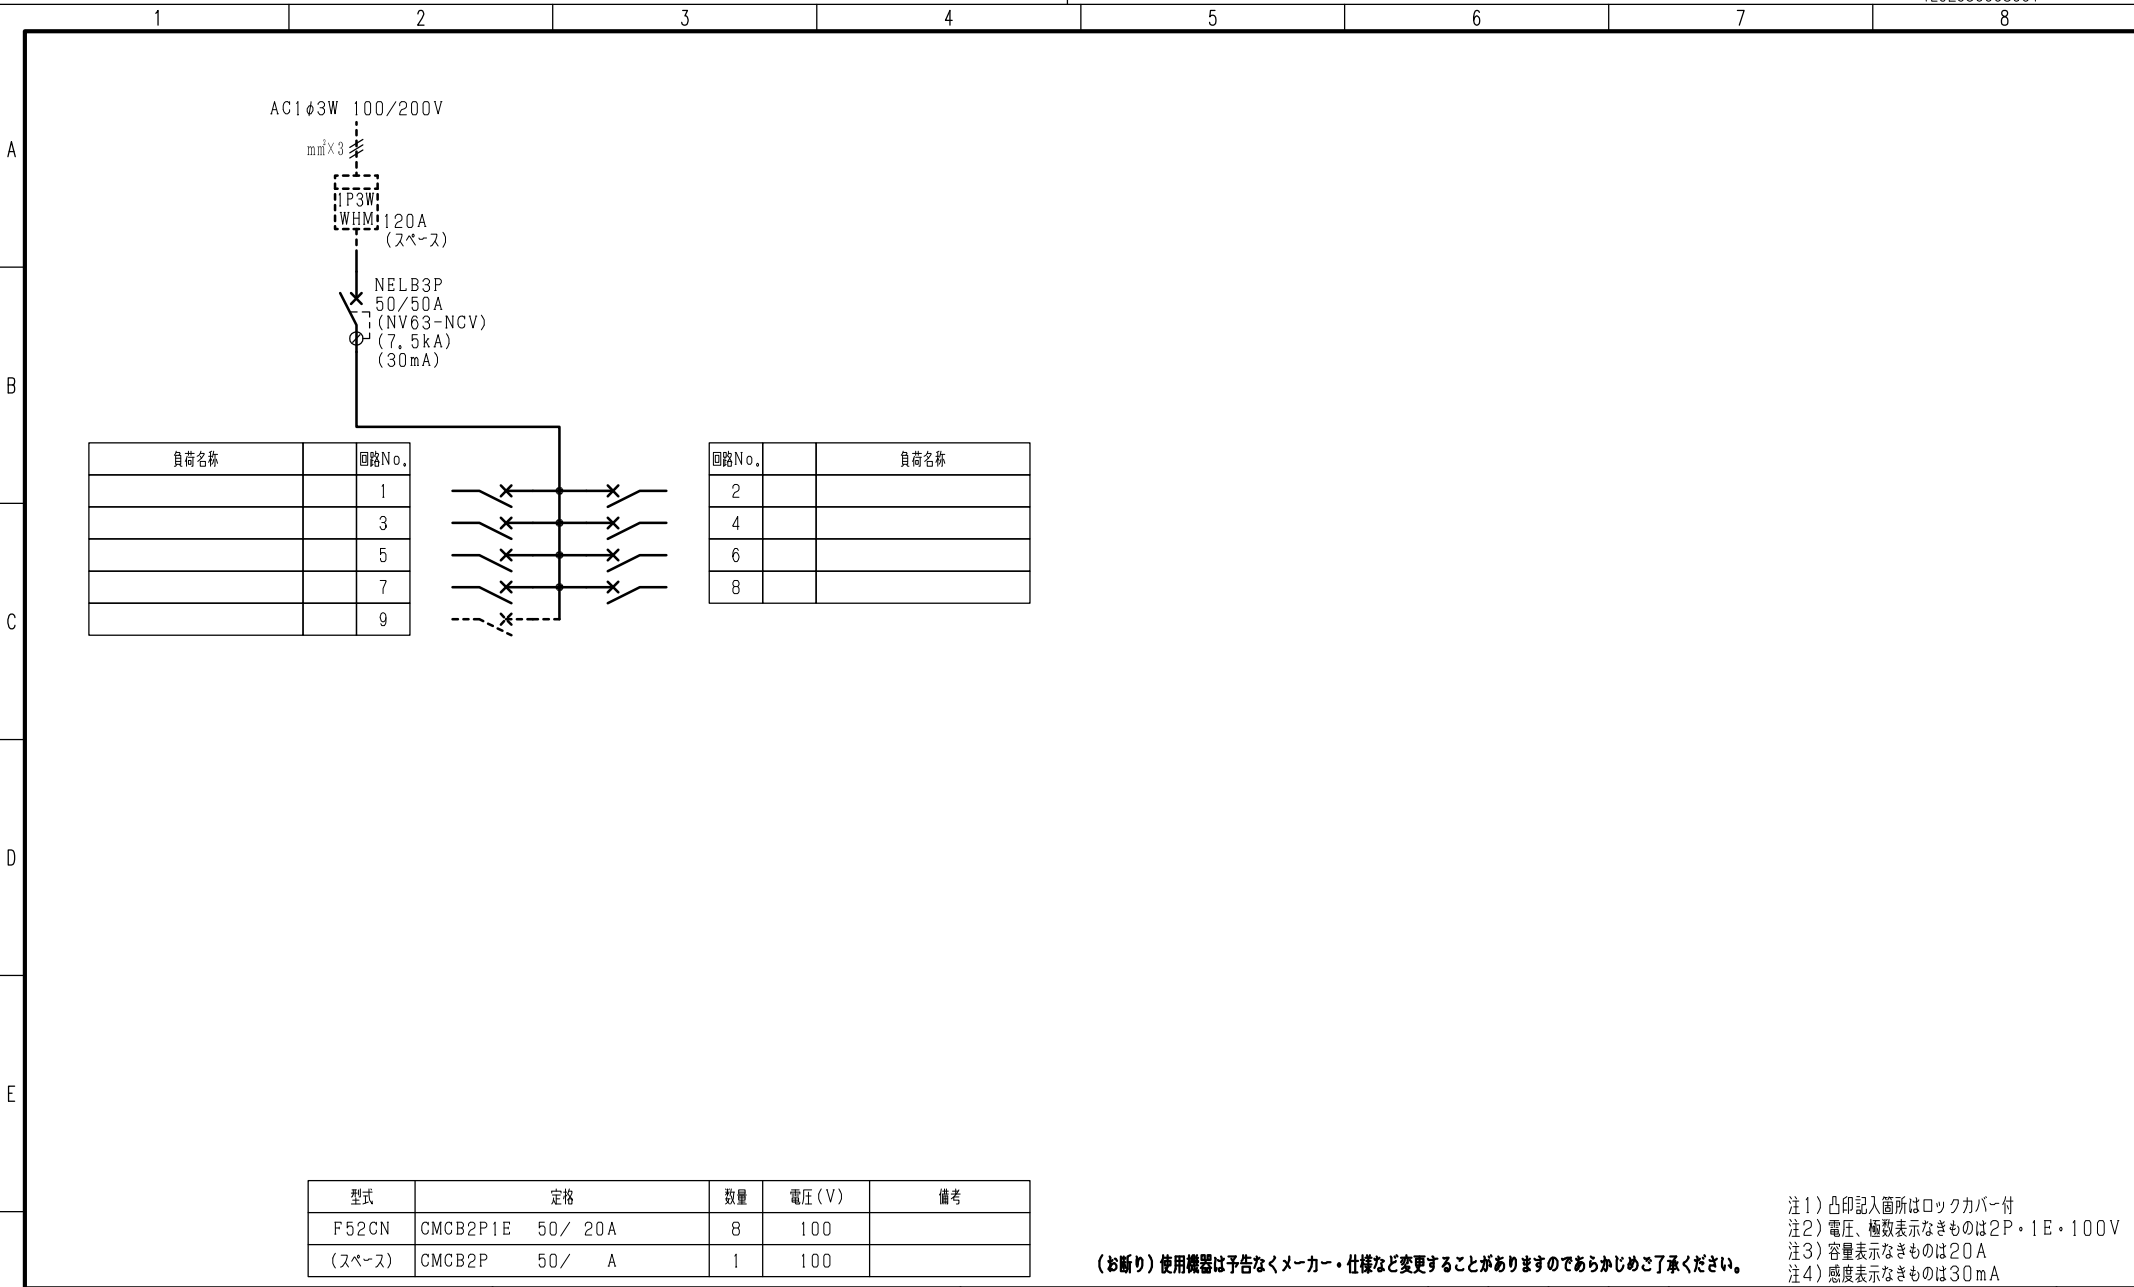 1 2 3 4 5 6 7 8
A
B
C
D
E
AC1φ3W 100/200V
mm²×3
1P3W
WHM
120A
(スペース)
NELB3P
50/50A
(NV63-NCV)
(7.5kA)
(30mA)
負荷名称 回路No.
1
3
5
7
9
回路No. 負荷名称
2
4
6
8
型式 定格 数量 電圧(V) 備考
F52CN CMCB2P1E 50/ 20A 8 100
(スペース) CMCB2P 50/ A 1 100
(お断り)使用機器は予告なくメーカー・仕様など変更することがありますのであらかじめご了承ください。
注1)凸印記入箇所はロックカバー付
注2)電圧、極数表示なきものは2P・1E・100V
注3)容量表示なきものは20A
注4)感度表示なきものは30mA